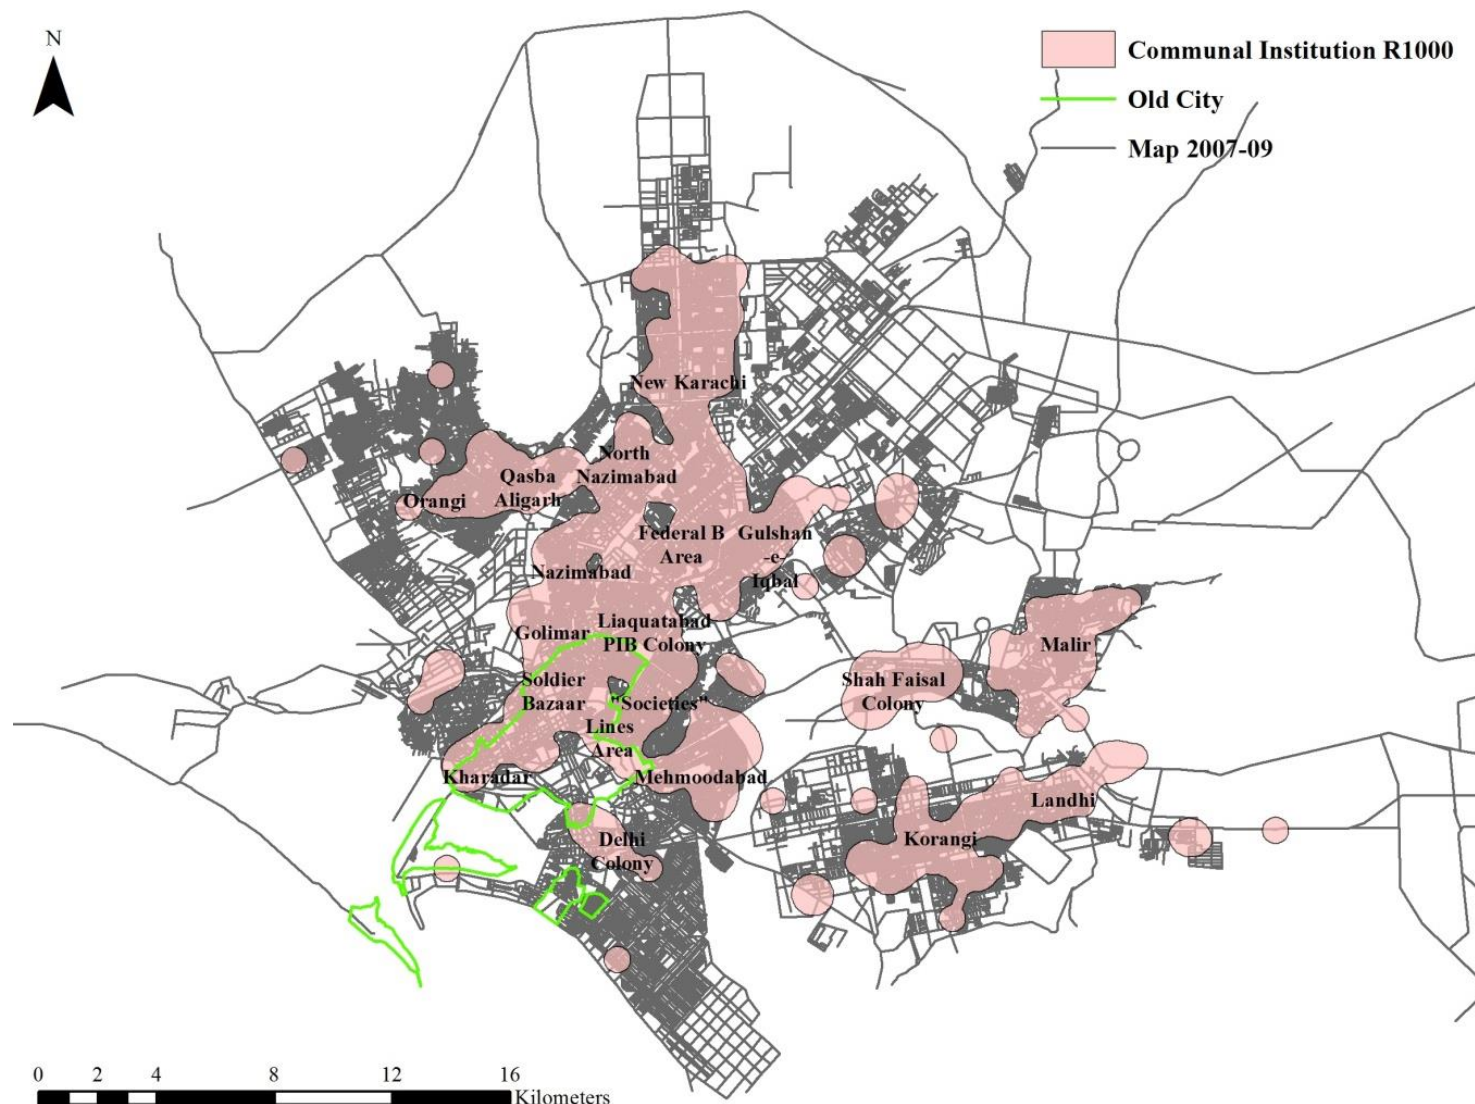 N
Communal Institution R1000
Old City
Map 2007-09
New Karachi
North
Nazimabad
Qasba
Aligarh
Orangi
Federal B
Area
Gulshan
-e-
Iqbal
Nazimabad
Golimar
Liaquatabad
PIB Colony
Malir
Soldier
Bazaar
"Societies"
Shah Faisal
Colony
Lines
Area
Kharadar
Mehmoodabad
Landhi
Korangi
Delhi
Colony
0 2 4 8 12 16
Kilometers